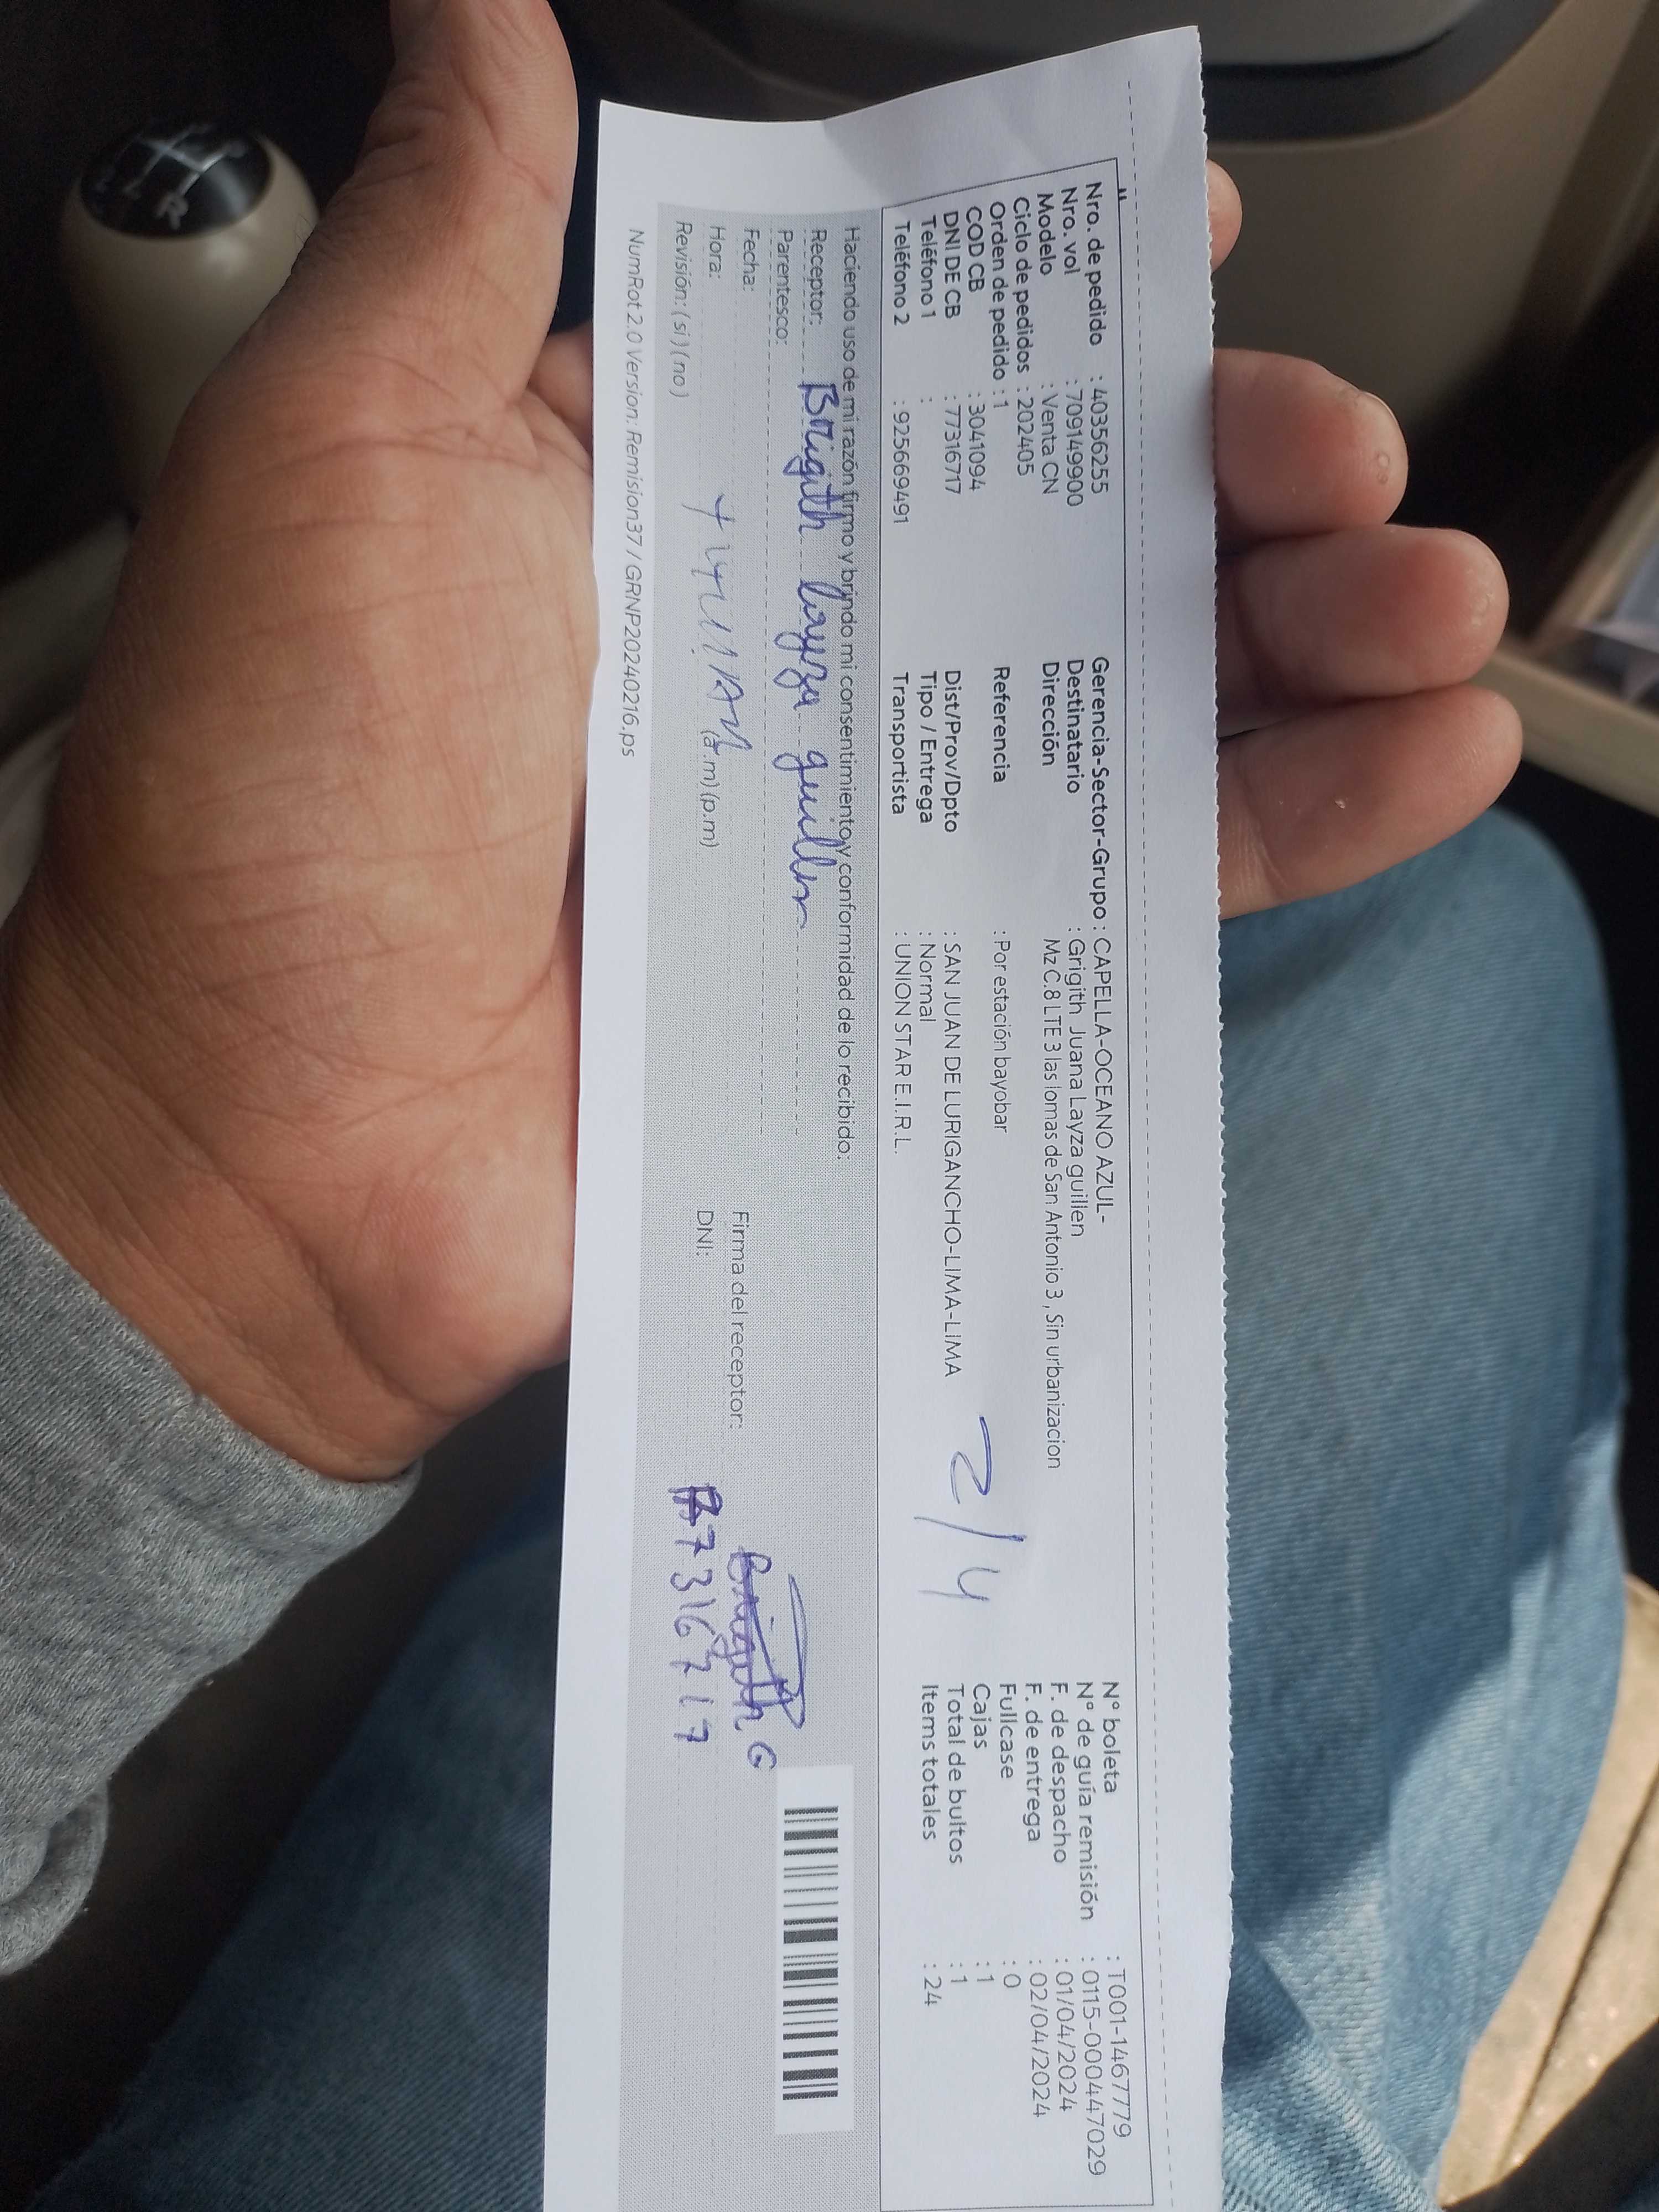 Nro. de pedido : 40356255
Nro. vol : 709149900
Modelo : Venta CN
Ciclo de pedidos : 202405
Orden de pedido : 1
COD CB : 3041094
DNI DE CB : 77316717
Teléfono 1 :
Teléfono 2 : 925669491
Gerencia-Sector-Grupo : CAPELLA-OCEANO AZUL-
Destinatario : Grigith Juana Layza guillen
Dirección Mz C.8 LTE 3 las lomas de San Antonio 3 , Sin urbanizacion
Referencia : Por estación bayobar
Dist/Prov/Dpto : SAN JUAN DE LURIGANCHO-LIMA-LIMA
Tipo / Entrega : Normal
Transportista : UNION STAR E.I.R.L.
2/4
N° boleta : T001-1467779
N° de guía remisión : 0115-000447029
F. de despacho : 01/04/2024
F. de entrega : 02/04/2024
Fullcase : 0
Cajas : 1
Total de bultos : 1
Items totales : 24
Haciendo uso de mi razón firmo y brindo mi consentimiento y conformidad de lo recibido:
Receptor: Brigith layza guillen
Parentesco:
Fecha:
Hora: (a.m) (p.m)
Revisión: (si) (no)
Firma del receptor: Brigith G
DNI: 77316717
NumRot 2.0 Version: Remision37 / GRNP20240216.ps
R